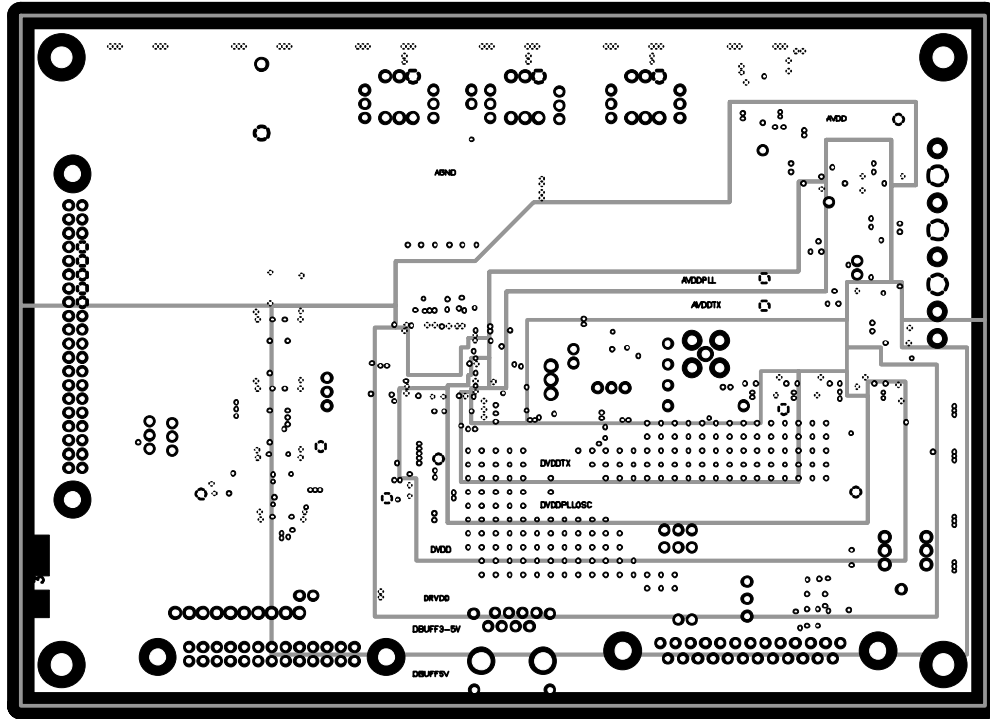 AVDD
AGND
AVDDPLL
AVDDTX
DVDDTX
DVDDPLLOSC
DVDD
DRVDD
DBUFF3-5V
DBUFF5V